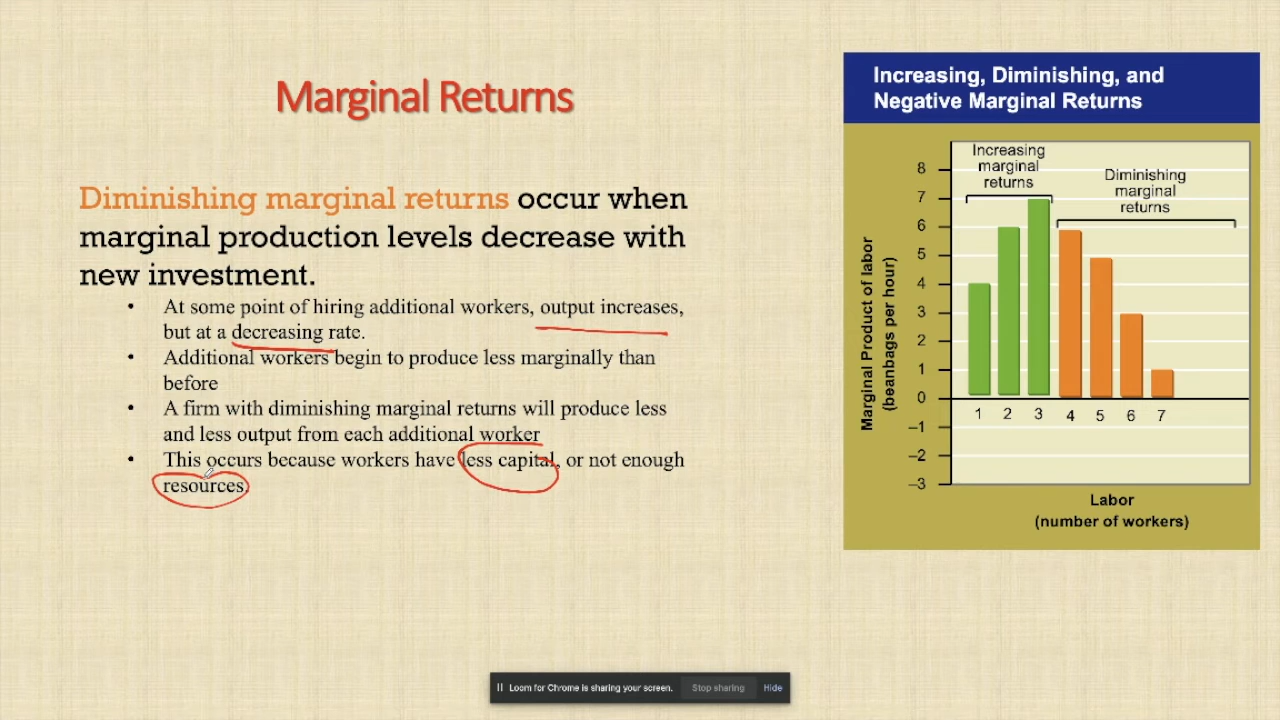 Marginal Returns
Diminishing marginal returns occur when
marginal production levels decrease with
new investment.
• At some point of hiring additional workers, output increases,
but at a decreasing rate.
• Additional workers begin to produce less marginally than
before
• A firm with diminishing marginal returns will produce less
and less output from each additional worker
• This occurs because workers have less capital, or not enough
resources.
Increasing, Diminishing, and
Negative Marginal Returns
Increasing
marginal
returns
Diminishing
marginal
returns
8
7
6
5
4
3
2
1
0
–1
–2
–3
1 2 3 4 5 6 7
Marginal Product of labor
(beanbags per hour)
Labor
(number of workers)
Loom for Chrome is sharing your screen. Stop sharing Hide